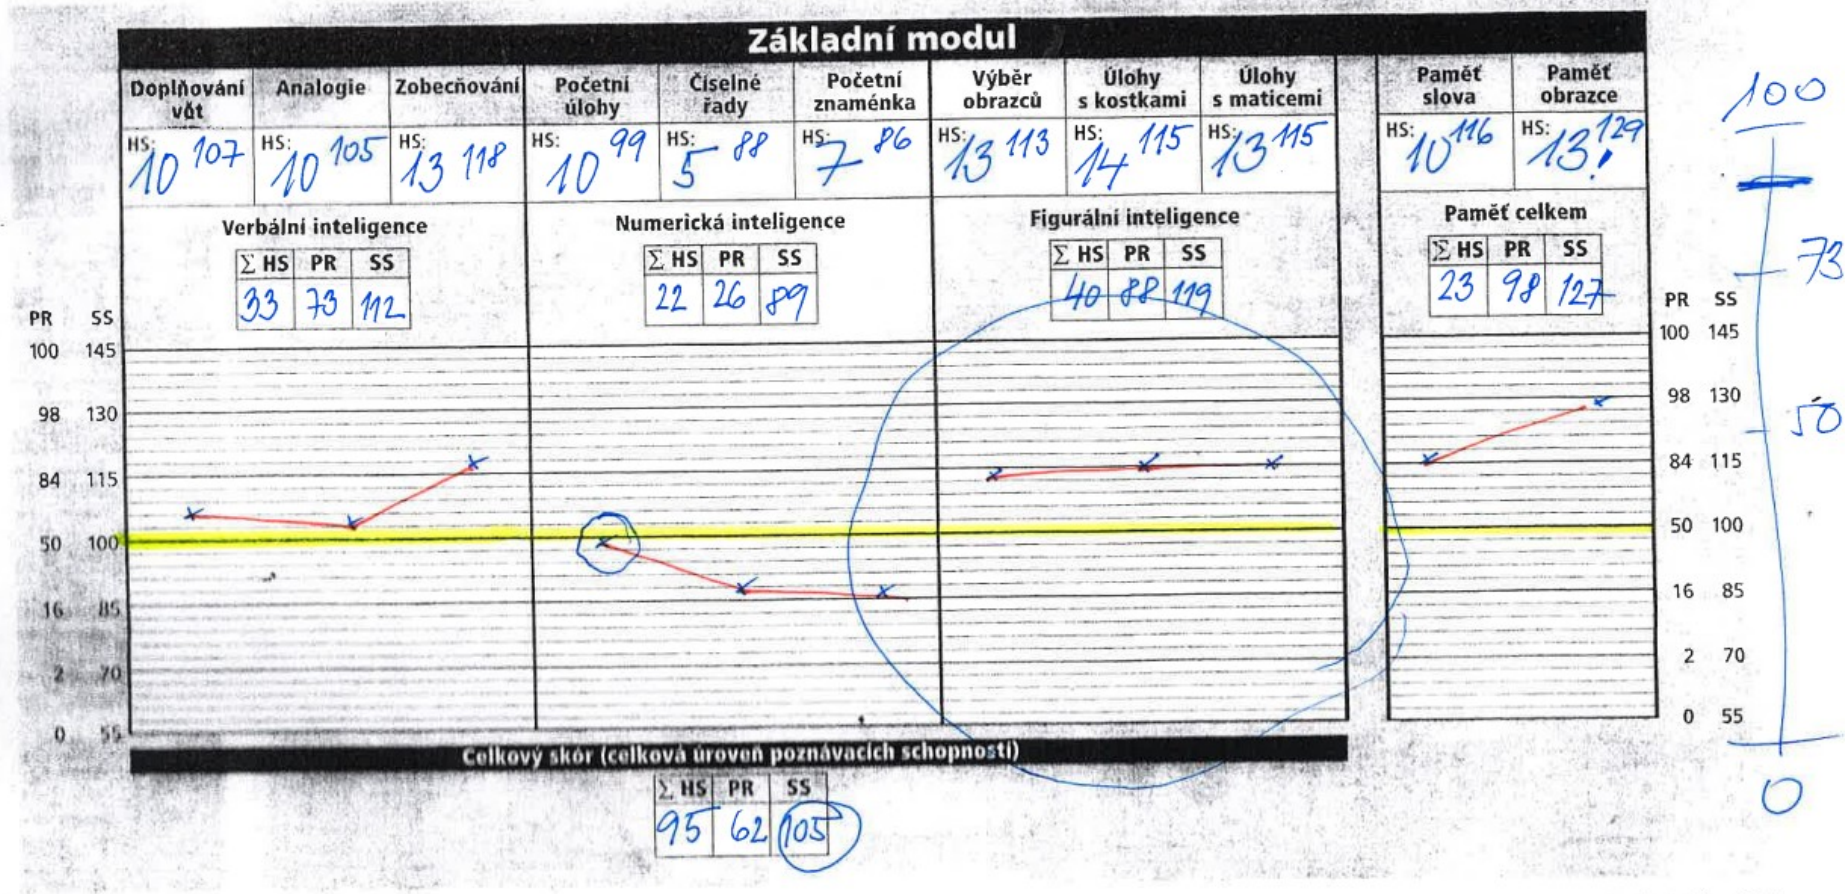 Základní modul
Doplňování vět Analogie Zobecňování Početní úlohy Číselné řady Početní znaménka Výběr obrazců Úlohy s kostkami Úlohy s maticemi Paměť slova Paměť obrazce
HS: 10 107 HS: 10 105 HS: 13 118 HS: 10 99 HS: 5 88 HS: 7 86 HS: 13 113 HS: 14 115 HS: 13 115 HS: 10 116 HS: 13! 129
Verbální inteligence Numerická inteligence Figurální inteligence Paměť celkem
Σ HS PR SS Σ HS PR SS Σ HS PR SS Σ HS PR SS
33 73 112 22 26 89 40 88 119 23 98 127
PR SS PR SS
100 145 100 145
98 130 98 130
84 115 84 115
50 100 50 100
16 85 16 85
2 70 2 70
0 55 0 55
Celkový skór (celková úroveň poznávacích schopností)
Σ HS PR SS
95 62 105
100
73
50
0